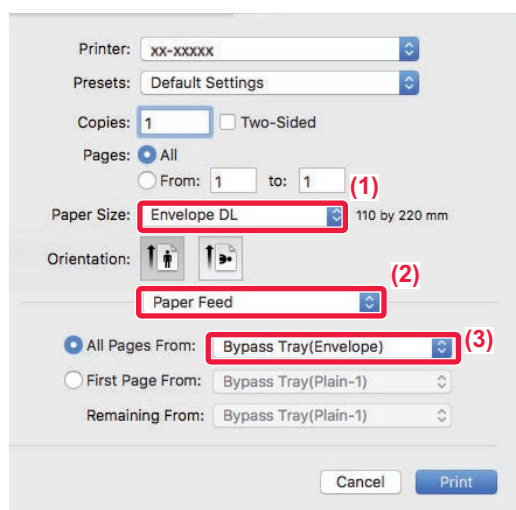 Printer: xx-xxxxx
Presets: Default Settings
Copies: 1 Two-Sided
Pages: All
From: 1 to: 1
(1)
Paper Size: Envelope DL 110 by 220 mm
Orientation:
(2)
Paper Feed
All Pages From: Bypass Tray(Envelope) (3)
First Page From: Bypass Tray(Plain-1)
Remaining From: Bypass Tray(Plain-1)
Cancel Print